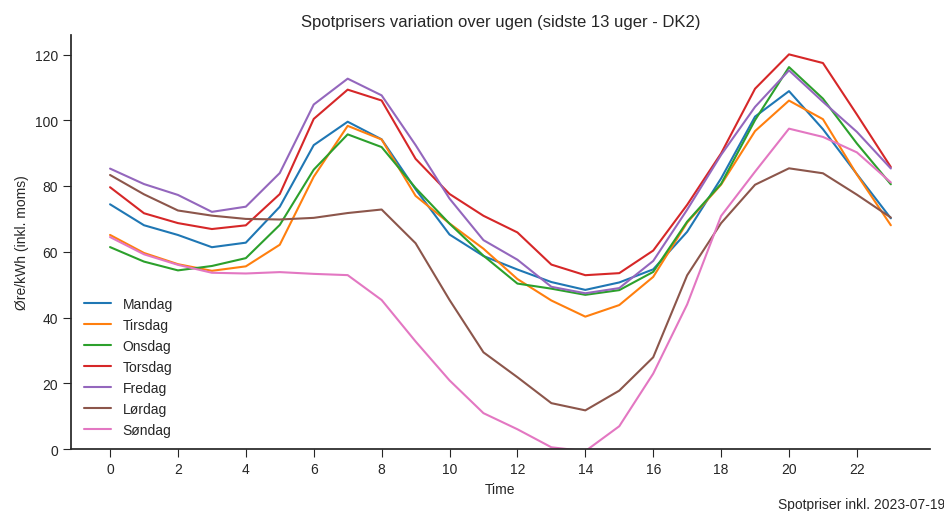 Spotprisers variation over ugen (sidste 13 uger - DK2)
Øre/kWh (inkl. moms)
120
100
80
60
40
20
0
Mandag
Tirsdag
Onsdag
Torsdag
Fredag
Lørdag
Søndag
0 2 4 6 8 10 12 14 16 18 20 22
Time
Spotpriser inkl. 2023-07-19